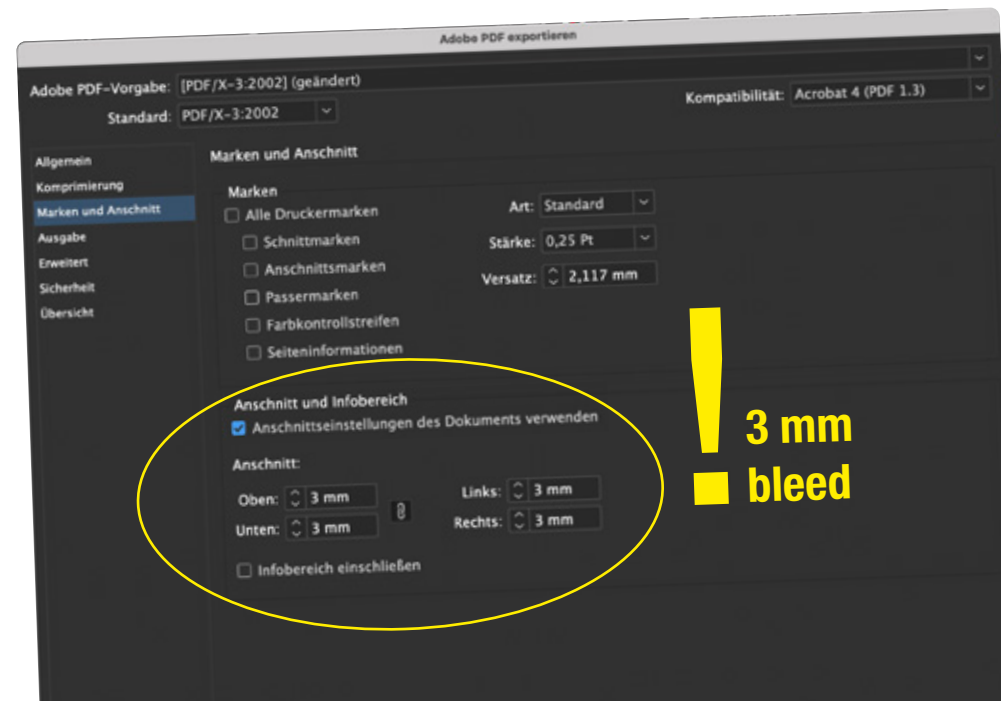 Adobe PDF exportieren
Adobe PDF-Vorgabe: [PDF/X-3:2002] (geändert)
Standard: PDF/X-3:2002 Kompatibilität: Acrobat 4 (PDF 1.3)
Allgemein
Komprimierung
Marken und Anschnitt
Ausgabe
Erweitert
Sicherheit
Übersicht
Marken und Anschnitt
Marken
Alle Druckermarken
Schnittmarken
Anschnittsmarken
Passermarken
Farbkontrollstreifen
Seiteninformationen
Art: Standard
Stärke: 0,25 Pt
Versatz: 2,117 mm
Anschnitt und Infobereich
Anschnittseinstellungen des Dokuments verwenden
Anschnitt:
Oben: 3 mm Links: 3 mm
Unten: 3 mm Rechts: 3 mm
Infobereich einschließen
!
3 mm
bleed